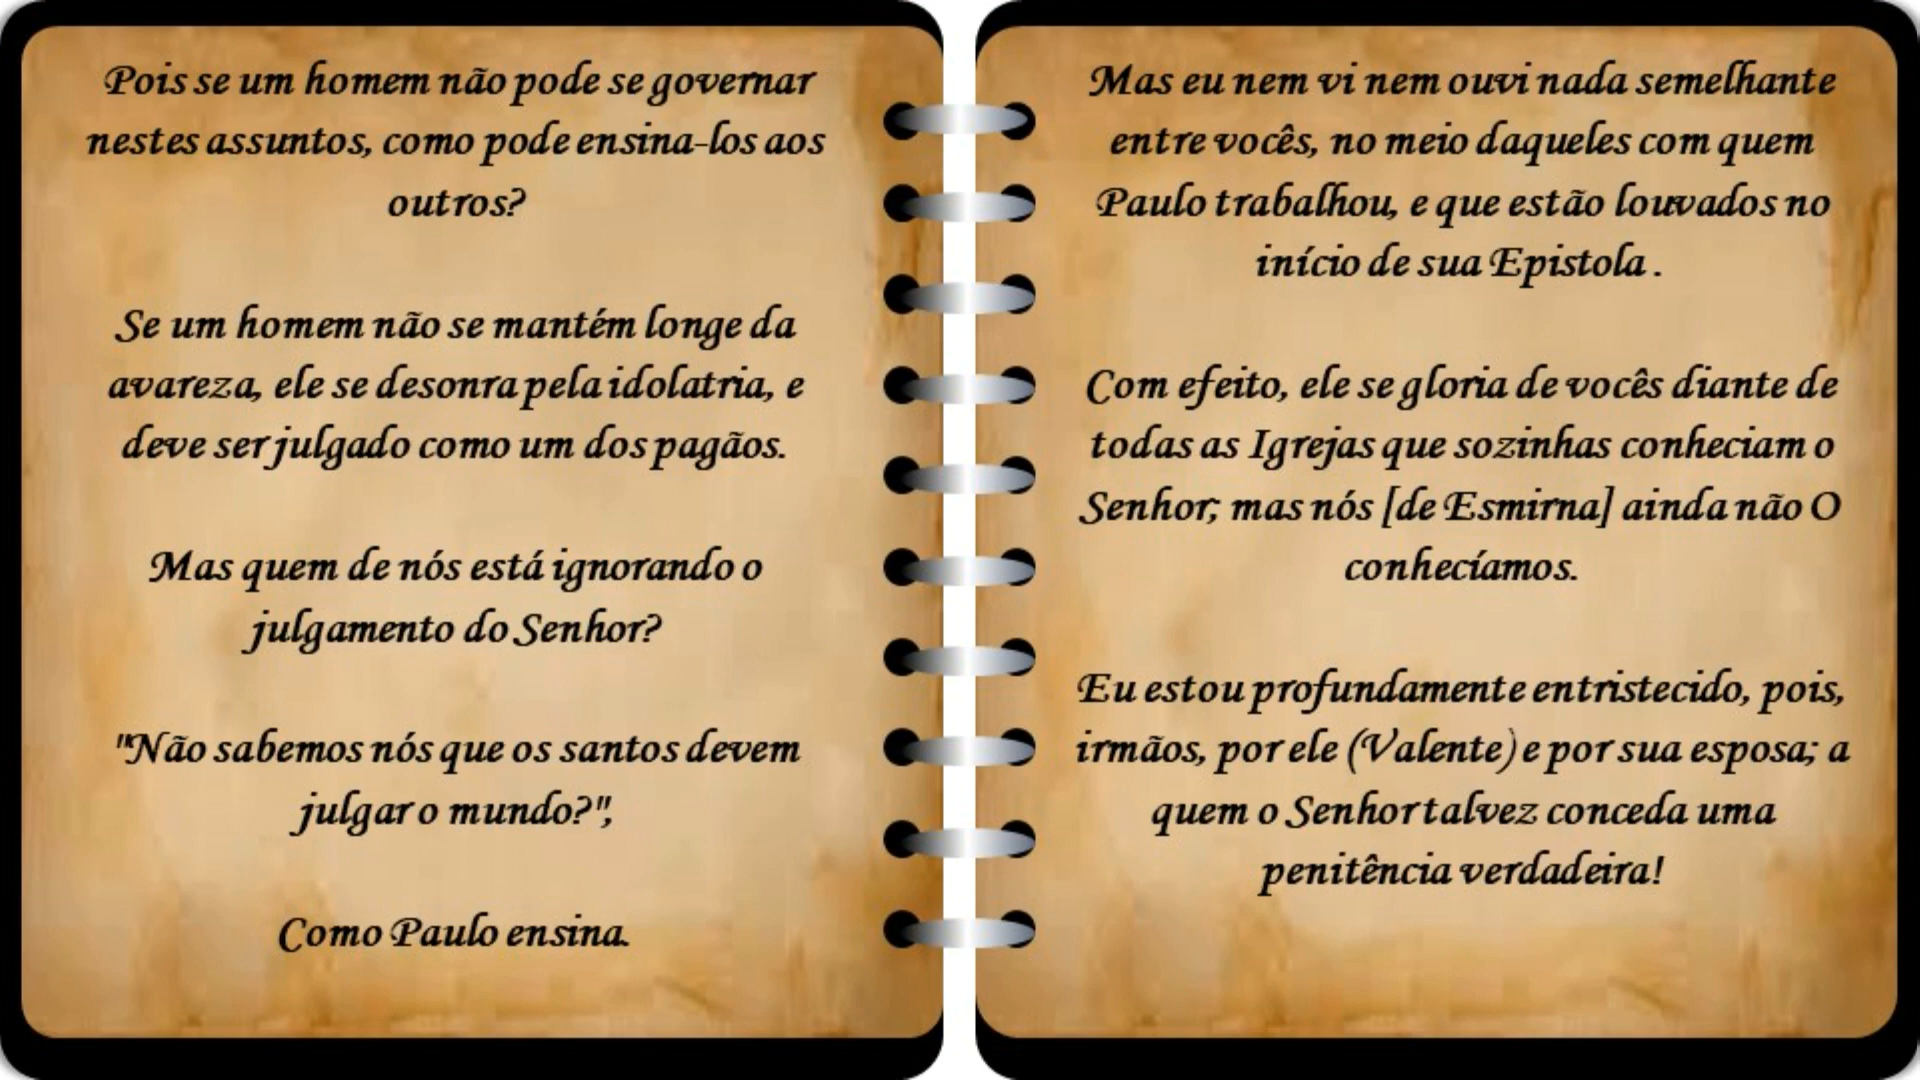 Pois se um homem não pode se governar
nestes assuntos, como pode ensina-los aos
outros?
Se um homem não se mantém longe da
avareza, ele se desonra pela idolatria, e
deve ser julgado como um dos pagãos.
Mas quem de nós está ignorando o
julgamento do Senhor?
"Não sabemos nós que os santos devem
julgar o mundo?",
Como Paulo ensina.
Mas eu nem vi nem ouvi nada semelhante
entre vocês, no meio daqueles com quem
Paulo trabalhou, e que estão louvados no
início de sua Epistola .
Com efeito, ele se gloria de vocês diante de
todas as Igrejas que sozinhas conheciam o
Senhor; mas nós [de Esmirna] ainda não O
conhecíamos.
Eu estou profundamente entristecido, pois,
irmãos, por ele (Valente) e por sua esposa; a
quem o Senhor talvez conceda uma
penitência verdadeira!